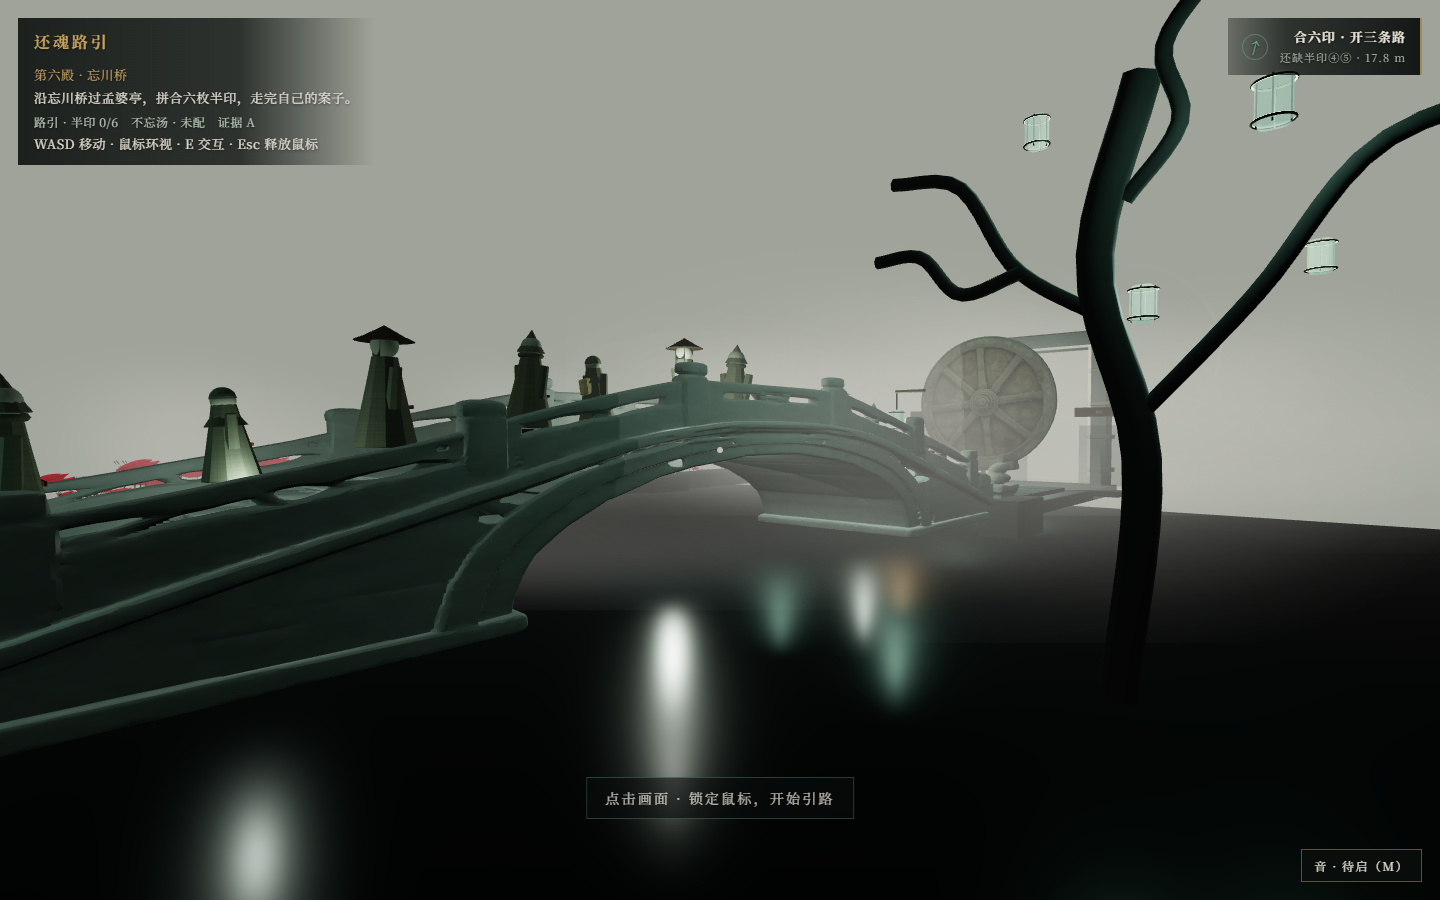 还魂路引
第六殿 · 忘川桥
沿忘川桥过孟婆亭，拼合六枚半印，走完自己的案子。
路引 · 半印 0/6 不忘汤 · 未配 证据 A
WASD 移动 · 鼠标环视 · E 交互 · Esc 释放鼠标
合六印 · 开三条路
还缺半印④⑤ · 17.8 m
点击画面 · 锁定鼠标，开始引路
音 · 待启（M）